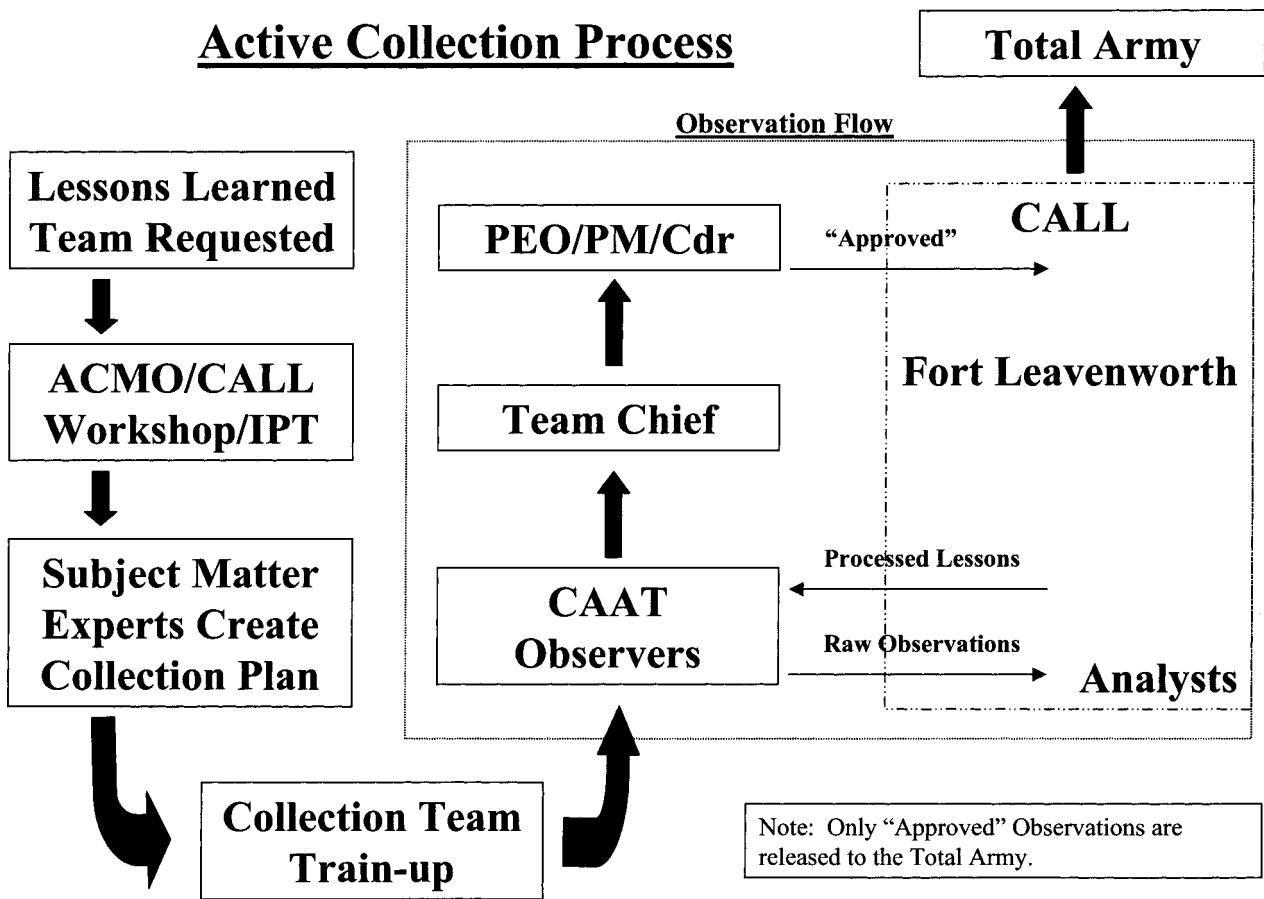 Active Collection Process
Total Army
Observation Flow
Lessons Learned
Team Requested
ACMO/CALL
Workshop/IPT
Subject Matter
Experts Create
Collection Plan
Collection Team
Train-up
PEO/PM/Cdr
“Approved”
CALL
Team Chief
Fort Leavenworth
CAAT
Observers
Processed Lessons
Raw Observations
Analysts
Note: Only “Approved” Observations are
released to the Total Army.